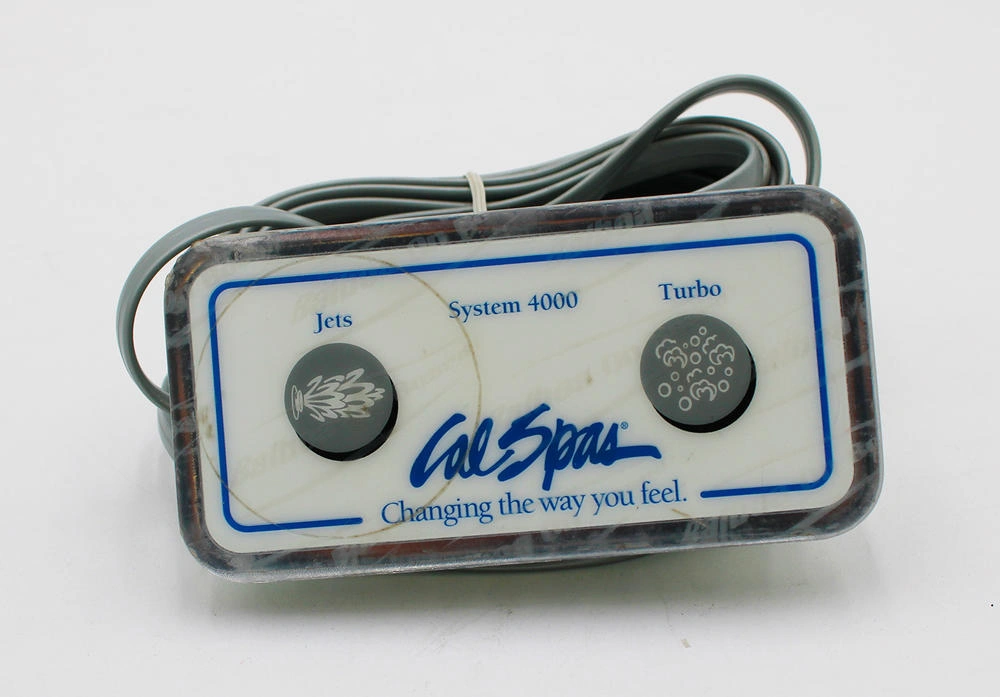 Jets
System 4000
Turbo
Cal Spas®
Changing the way you feel.